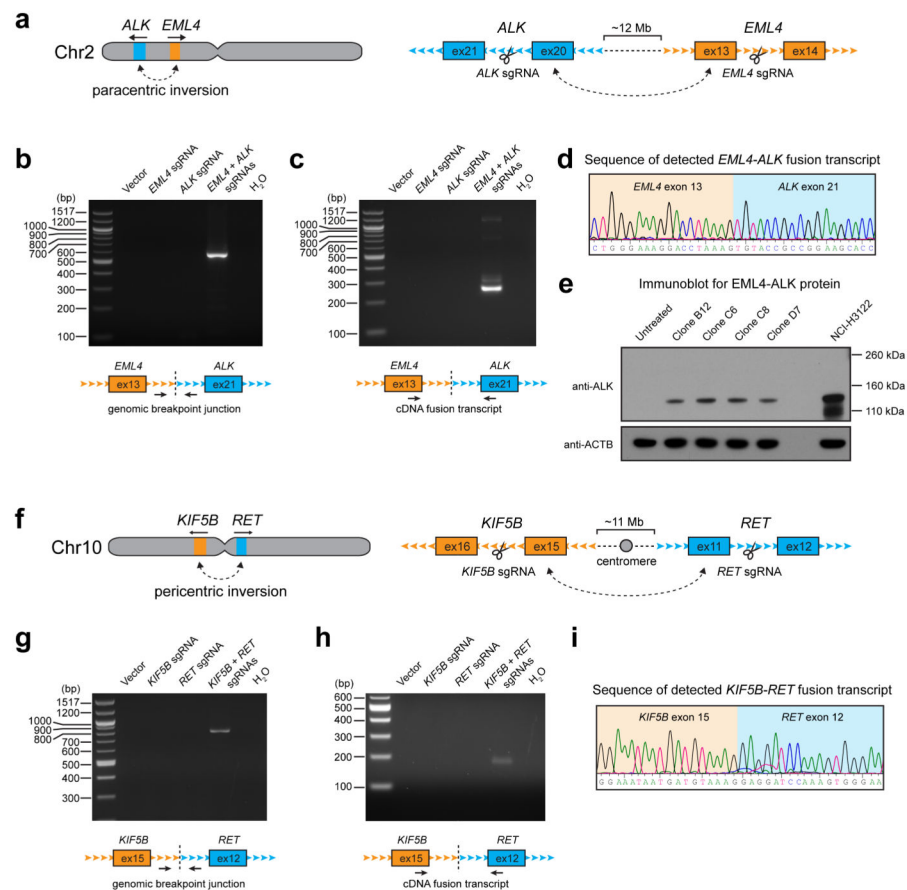 a
ALK EML4
Chr2
paracentric inversion
ALK ~12 Mb EML4
ex21 ex20 ex13 ex14
ALK sgRNA EML4 sgRNA
b
Vector
EML4 sgRNA
ALK sgRNA
EML4 + ALK
sgRNAs
H2O
(bp)
1517
1200
1000
900
800
700
600
500
400
300
200
100
EML4 ALK
ex13 ex21
genomic breakpoint junction
c
Vector
EML4 sgRNA
ALK sgRNA
EML4 + ALK
sgRNAs
H2O
(bp)
1517
1200
1000
900
800
700
600
500
400
300
200
100
EML4 ALK
ex13 ex21
cDNA fusion transcript
d
Sequence of detected EML4-ALK fusion transcript
EML4 exon 13 ALK exon 21
CTGGGAAAGGACCTAAAGTGTACCGCCGGAAGCACC
e
Immunoblot for EML4-ALK protein
Untreated
Clone B12
Clone C6
Clone C8
Clone D7
NCI-H3122
260 kDa
anti-ALK
160 kDa
110 kDa
anti-ACTB
f
KIF5B RET
Chr10
pericentric inversion
KIF5B ~11 Mb RET
ex16 ex15 ex11 ex12
KIF5B sgRNA centromere RET sgRNA
g
Vector
KIF5B sgRNA
RET sgRNA
KIF5B + RET
sgRNAs
H2O
(bp)
1517
1200
1000
900
800
700
600
500
400
300
KIF5B RET
ex15 ex12
genomic breakpoint junction
h
Vector
KIF5B sgRNA
RET sgRNA
KIF5B + RET
sgRNAs
H2O
(bp)
600
500
400
300
200
100
KIF5B RET
ex15 ex12
cDNA fusion transcript
i
Sequence of detected KIF5B-RET fusion transcript
KIF5B exon 15 RET exon 12
GGAAATAATGATGTAAAGGAGGATCCAAAGTGGGAA